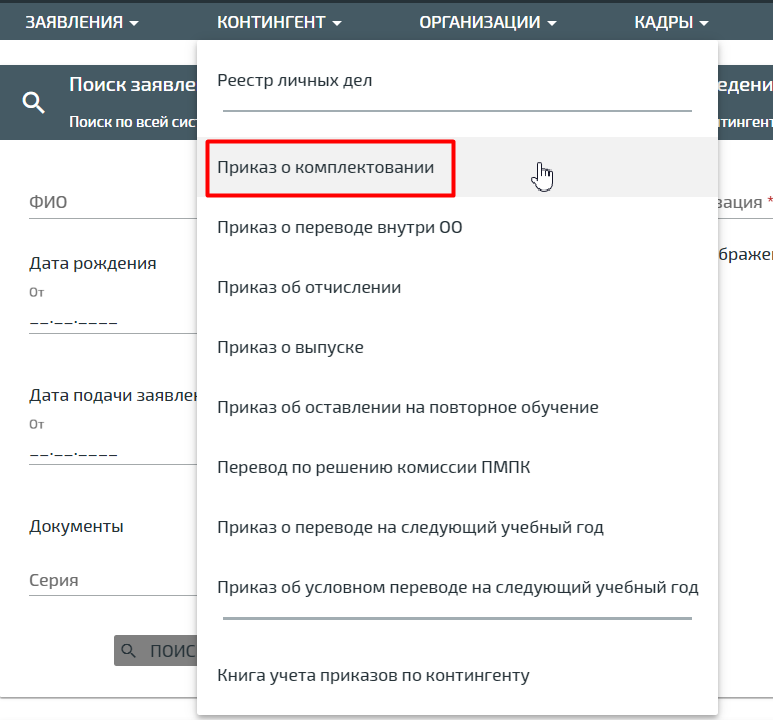 ЗАЯВЛЕНИЯ КОНТИНГЕНТ ОРГАНИЗАЦИИ КАДРЫ
Поиск заявле
Поиск по всей сис
ФИО
Дата рождения
От
__.__.____
Дата подачи заявлен
От
__.__.____
Документы
Серия
ПОИС
Реестр личных дел
Приказ о комплектовании
Приказ о переводе внутри ОО
Приказ об отчислении
Приказ о выпуске
Приказ об оставлении на повторное обучение
Перевод по решению комиссии ПМПК
Приказ о переводе на следующий учебный год
Приказ об условном переводе на следующий учебный год
Книга учета приказов по контингенту
едени
тингент
зация *
бражен